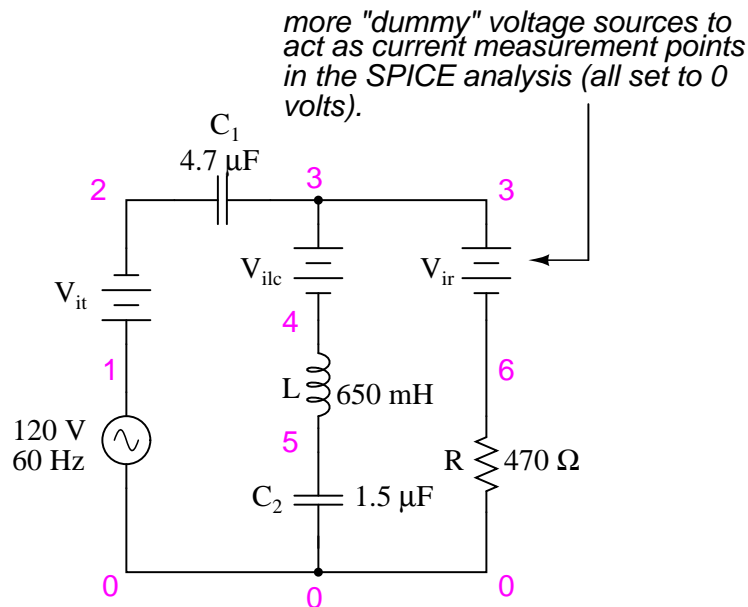 more "dummy" voltage sources to
act as current measurement points
in the SPICE analysis (all set to 0
volts).
C1
4.7 µF
2
3
3
Vit
Vilc
Vir
4
1
6
L
650 mH
120 V
60 Hz
5
R
470 Ω
C2
1.5 µF
0
0
0